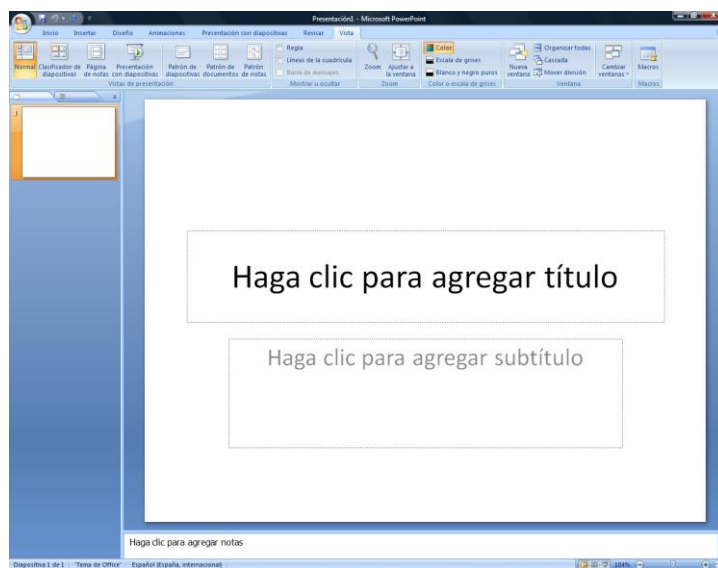 Presentación1 - Microsoft PowerPoint
Inicio Insertar Diseño Animaciones Presentación con diapositivas Revisar Vista
Normal Clasificador de diapositivas Página de notas Presentación con diapositivas Patrón de diapositivas Patrón de documentos Patrón de notas
Vistas de presentación
Regla
Líneas de la cuadrícula
Barra de mensajes
Mostrar u ocultar
Zoom Ajustar a la ventana
Zoom
Color
Escala de grises
Blanco y negro puros
Color o escala de grises
Nueva ventana
Organizar todas
Cascada
Mover división
Cambiar ventanas
Ventana
Macros
Macros
1
Haga clic para agregar título
Haga clic para agregar subtítulo
Haga clic para agregar notas
Diapositiva 1 de 1 "Tema de Office" Español (España, internacional) 104%